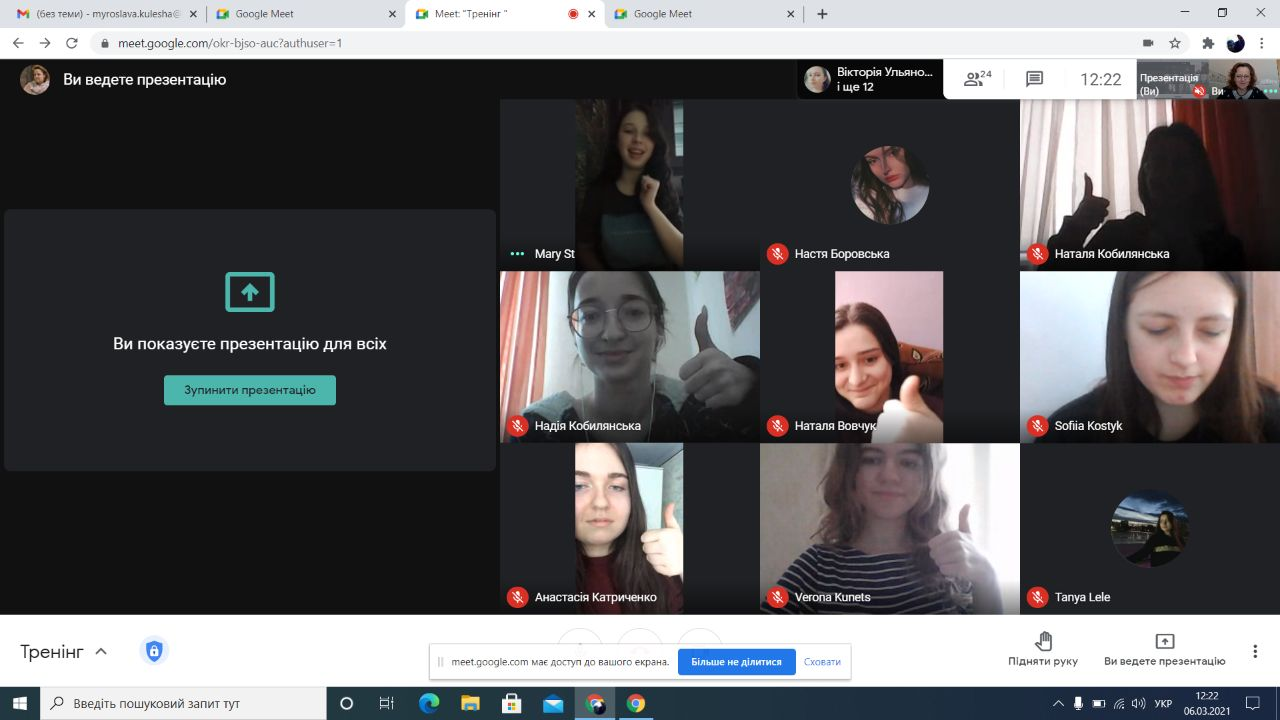 (без теми) - myroslava.kulesha@
Google Meet
Meet: "Тренінг "
Google Meet
meet.google.com/okr-bjso-auc?authuser=1
Ви ведете презентацію
Вікторія Ульяно...
і ще 12
24
12:22
Презентація
(Ви)
Ви
Mary St
Настя Боровська
Наталя Кобилянська
Ви показуєте презентацію для всіх
Зупинити презентацію
Надія Кобилянська
Наталя Вовчук
Sofiia Kostyk
Анастасія Катриченко
Verona Kunets
Tanya Lele
Тренінг
meet.google.com має доступ до вашого екрана.
Більше не ділитися
Сховати
Підняти руку
Ви ведете презентацію
Введіть пошуковий запит тут
УКР
12:22
06.03.2021